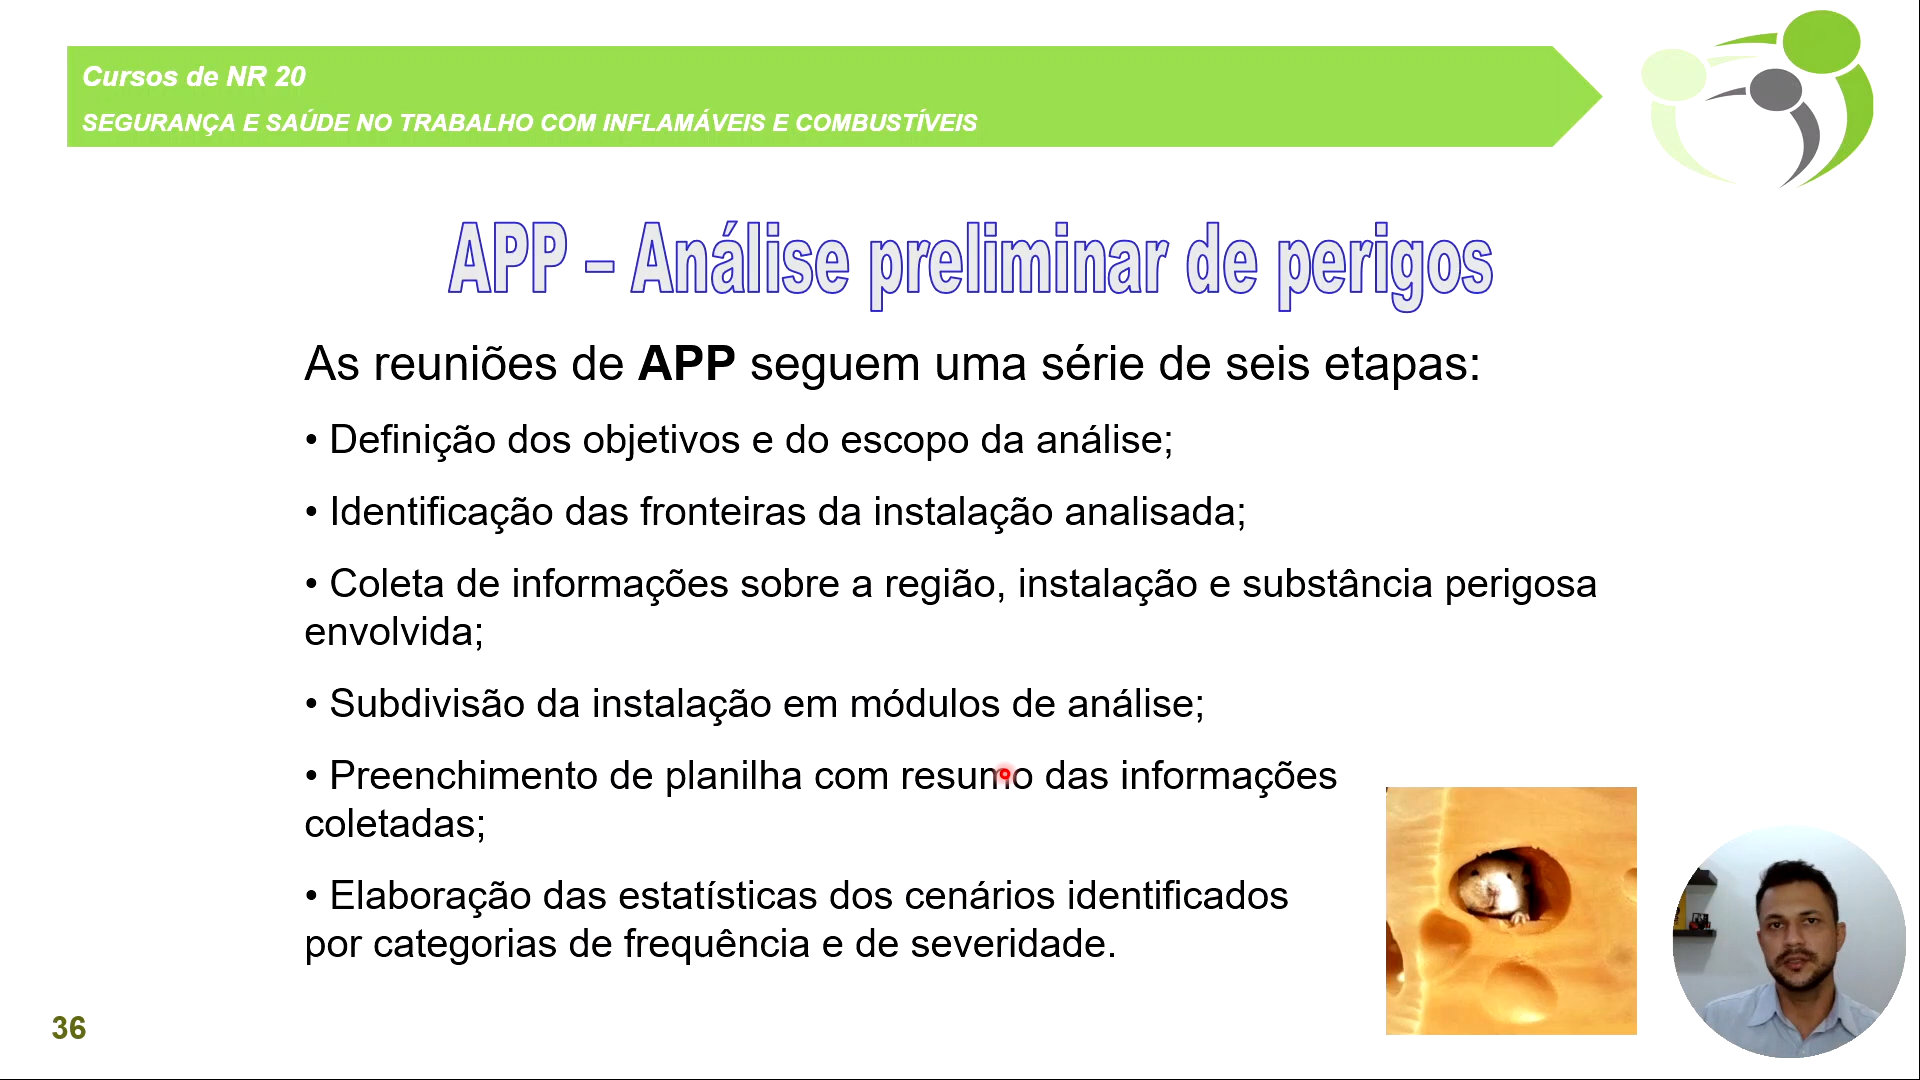 Cursos de NR 20
SEGURANÇA E SAÚDE NO TRABALHO COM INFLAMÁVEIS E COMBUSTÍVEIS
APP – Análise preliminar de perigos
As reuniões de APP seguem uma série de seis etapas:
• Definição dos objetivos e do escopo da análise;
• Identificação das fronteiras da instalação analisada;
• Coleta de informações sobre a região, instalação e substância perigosa
envolvida;
• Subdivisão da instalação em módulos de análise;
• Preenchimento de planilha com resumo das informações
coletadas;
• Elaboração das estatísticas dos cenários identificados
por categorias de frequência e de severidade.
36